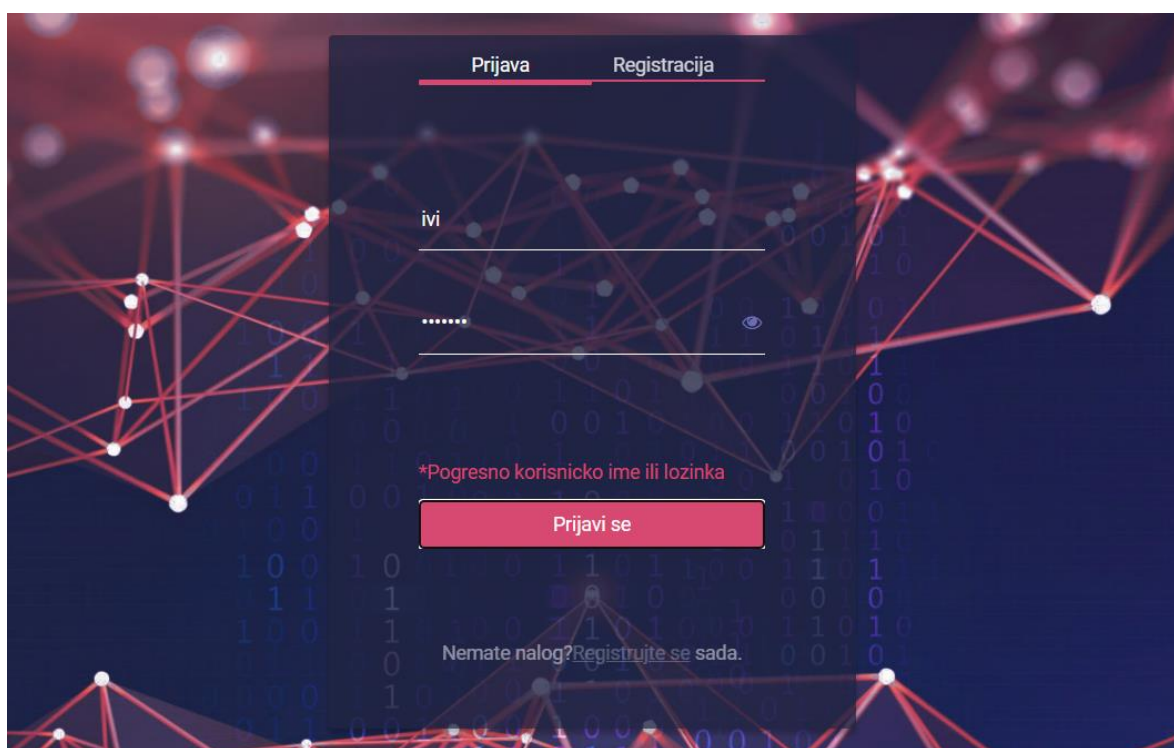 Prijava
Registracija
ivi
•••••••
*Pogresno korisnicko ime ili lozinka
Prijavi se
Nemate nalog?Registrujte se sada.